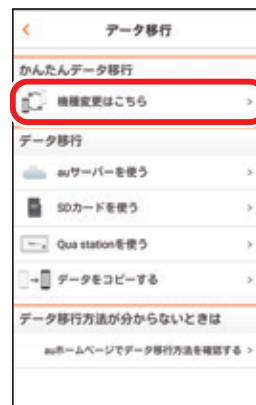 データ移行
かんたんデータ移行
機種変更はこちら
データ移行
auサーバーを使う
SDカードを使う
Qua stationを使う
データをコピーする
データ移行方法が分からないときは
auホームページでデータ移行方法を確認する